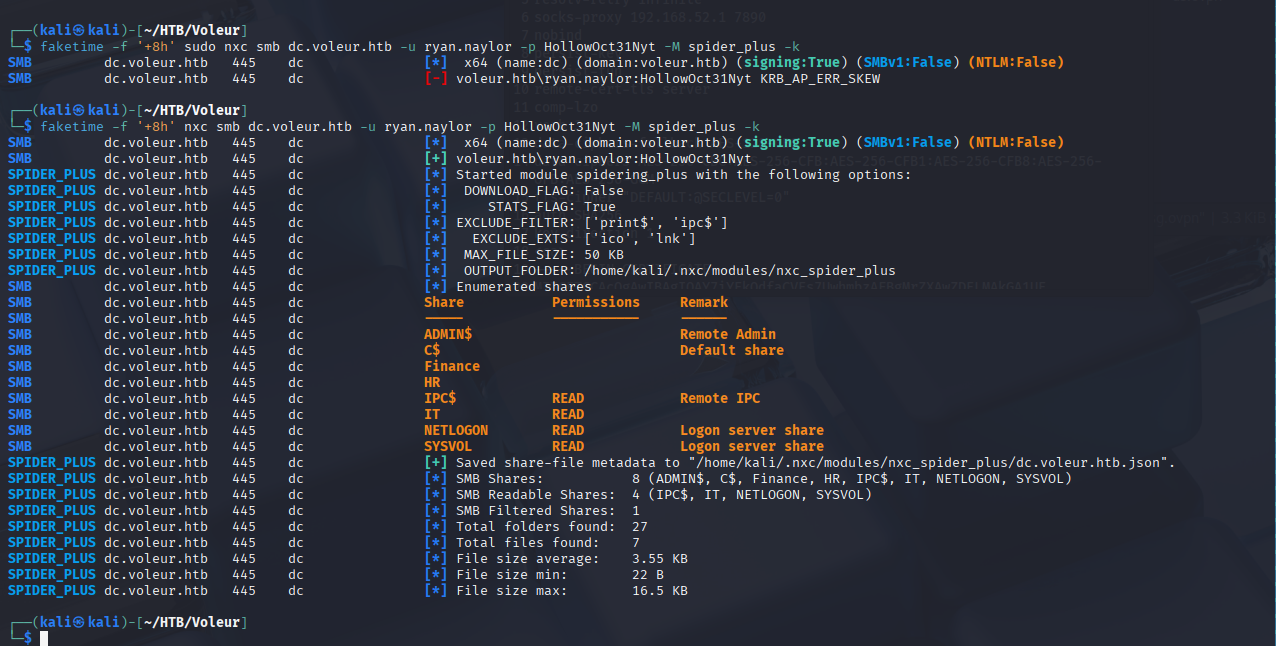 ┌──(kali㉿kali)-[~/HTB/Voleur]
└─$ faketime -f '+8h' sudo nxc smb dc.voleur.htb -u ryan.naylor -p HollowOct31Nyt -M spider_plus -k
SMB dc.voleur.htb 445 dc [*] x64 (name:dc) (domain:voleur.htb) (signing:True) (SMBv1:False) (NTLM:False)
SMB dc.voleur.htb 445 dc [-] voleur.htb\ryan.naylor:HollowOct31Nyt KRB_AP_ERR_SKEW
┌──(kali㉿kali)-[~/HTB/Voleur]
└─$ faketime -f '+8h' nxc smb dc.voleur.htb -u ryan.naylor -p HollowOct31Nyt -M spider_plus -k
SMB dc.voleur.htb 445 dc [*] x64 (name:dc) (domain:voleur.htb) (signing:True) (SMBv1:False) (NTLM:False)
SMB dc.voleur.htb 445 dc [+] voleur.htb\ryan.naylor:HollowOct31Nyt
SPIDER_PLUS dc.voleur.htb 445 dc [*] Started module spidering_plus with the following options:
SPIDER_PLUS dc.voleur.htb 445 dc [*] DOWNLOAD_FLAG: False
SPIDER_PLUS dc.voleur.htb 445 dc [*] STATS_FLAG: True
SPIDER_PLUS dc.voleur.htb 445 dc [*] EXCLUDE_FILTER: ['print$', 'ipc$']
SPIDER_PLUS dc.voleur.htb 445 dc [*] EXCLUDE_EXTS: ['ico', 'lnk']
SPIDER_PLUS dc.voleur.htb 445 dc [*] MAX_FILE_SIZE: 50 KB
SPIDER_PLUS dc.voleur.htb 445 dc [*] OUTPUT_FOLDER: /home/kali/.nxc/modules/nxc_spider_plus
SMB dc.voleur.htb 445 dc [*] Enumerated shares
SMB dc.voleur.htb 445 dc Share Permissions Remark
SMB dc.voleur.htb 445 dc ----- ----------- ------
SMB dc.voleur.htb 445 dc ADMIN$ Remote Admin
SMB dc.voleur.htb 445 dc C$ Default share
SMB dc.voleur.htb 445 dc Finance
SMB dc.voleur.htb 445 dc HR
SMB dc.voleur.htb 445 dc IPC$ READ Remote IPC
SMB dc.voleur.htb 445 dc IT READ
SMB dc.voleur.htb 445 dc NETLOGON READ Logon server share
SMB dc.voleur.htb 445 dc SYSVOL READ Logon server share
SPIDER_PLUS dc.voleur.htb 445 dc [+] Saved share-file metadata to "/home/kali/.nxc/modules/nxc_spider_plus/dc.voleur.htb.json".
SPIDER_PLUS dc.voleur.htb 445 dc [*] SMB Shares: 8 (ADMIN$, C$, Finance, HR, IPC$, IT, NETLOGON, SYSVOL)
SPIDER_PLUS dc.voleur.htb 445 dc [*] SMB Readable Shares: 4 (IPC$, IT, NETLOGON, SYSVOL)
SPIDER_PLUS dc.voleur.htb 445 dc [*] SMB Filtered Shares: 1
SPIDER_PLUS dc.voleur.htb 445 dc [*] Total folders found: 27
SPIDER_PLUS dc.voleur.htb 445 dc [*] Total files found: 7
SPIDER_PLUS dc.voleur.htb 445 dc [*] File size average: 3.55 KB
SPIDER_PLUS dc.voleur.htb 445 dc [*] File size min: 22 B
SPIDER_PLUS dc.voleur.htb 445 dc [*] File size max: 16.5 KB
┌──(kali㉿kali)-[~/HTB/Voleur]
└─$